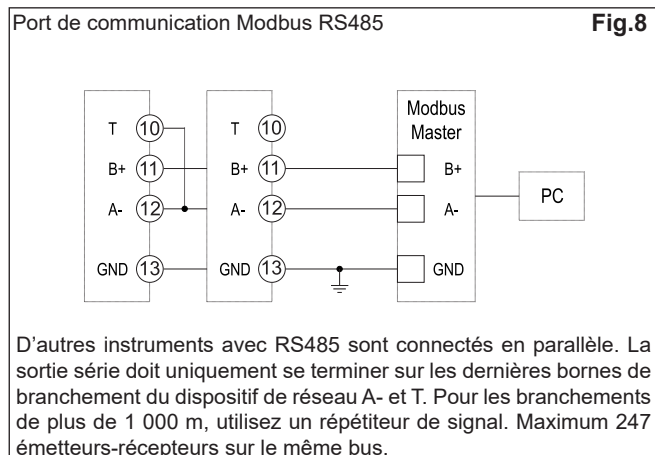 Port de communication Modbus RS485 Fig.8
Modbus
Master
T 10 T 10
B+ 11 B+ 11 B+
PC
A- 12 A- 12 A-
GND 13 GND 13 GND
D’autres instruments avec RS485 sont connectés en parallèle. La
sortie série doit uniquement se terminer sur les dernières bornes de
branchement du dispositif de réseau A- et T. Pour les branchements
de plus de 1 000 m, utilisez un répétiteur de signal. Maximum 247
émetteurs-récepteurs sur le même bus.